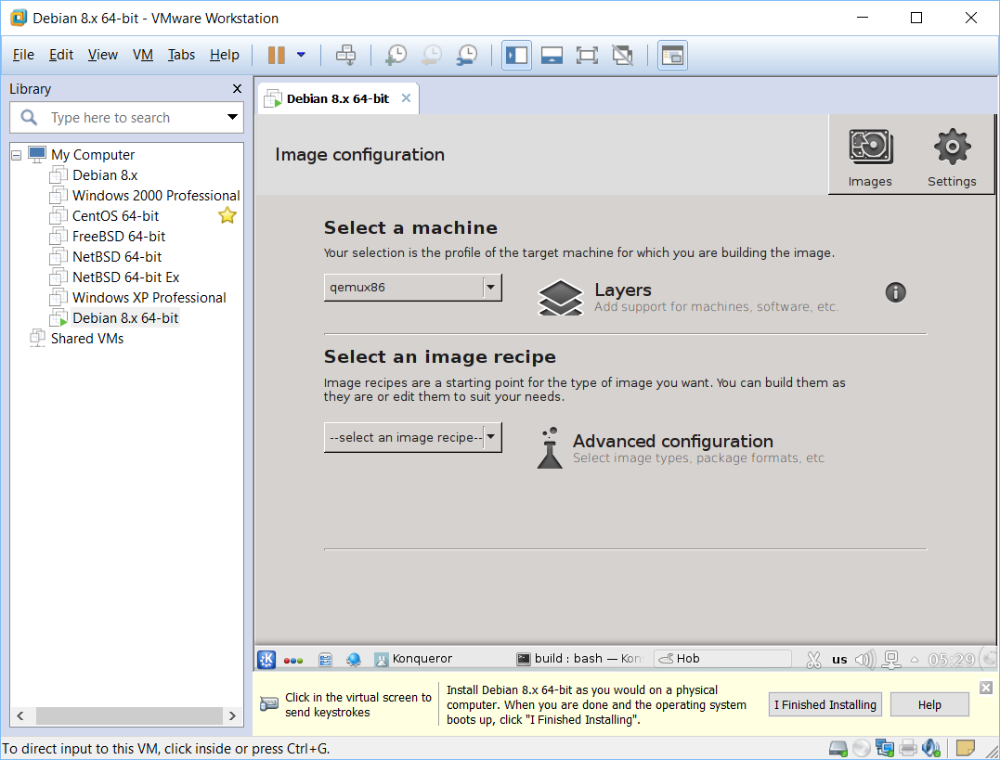 Debian 8.x 64-bit - VMware Workstation
File Edit View VM Tabs Help
Library
Type here to search
My Computer
Debian 8.x
Windows 2000 Professional
CentOS 64-bit
FreeBSD 64-bit
NetBSD 64-bit
NetBSD 64-bit Ex
Windows XP Professional
Debian 8.x 64-bit
Shared VMs
Debian 8.x 64-bit
Image configuration
Images
Settings
Select a machine
Your selection is the profile of the target machine for which you are building the image.
qemux86
Layers
Add support for machines, software, etc.
Select an image recipe
Image recipes are a starting point for the type of image you want. You can build them as
they are or edit them to suit your needs.
--select an image recipe--
Advanced configuration
Select image types, package formats, etc
Konqueror
build : bash — Kon
Hob
us
05:29
Click in the virtual screen to
send keystrokes
Install Debian 8.x 64-bit as you would on a physical
computer. When you are done and the operating system
boots up, click "I Finished Installing".
I Finished Installing
Help
To direct input to this VM, click inside or press Ctrl+G.